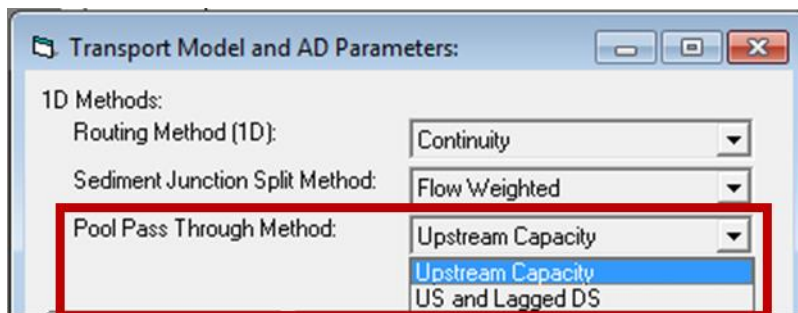 Transport Model and AD Parameters:
1D Methods:
Routing Method (1D): Continuity
Sediment Junction Split Method: Flow Weighted
Pool Pass Through Method: Upstream Capacity
Upstream Capacity
US and Lagged DS